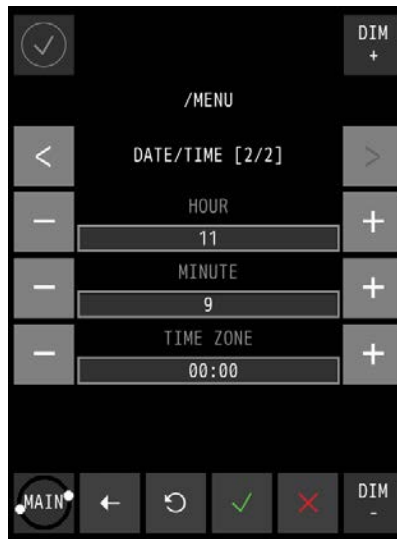 DIM
+
/MENU
< DATE/TIME [2/2] >
HOUR
− 11 +
MINUTE
− 9 +
TIME ZONE
− 00:00 +
MAIN
DIM
-